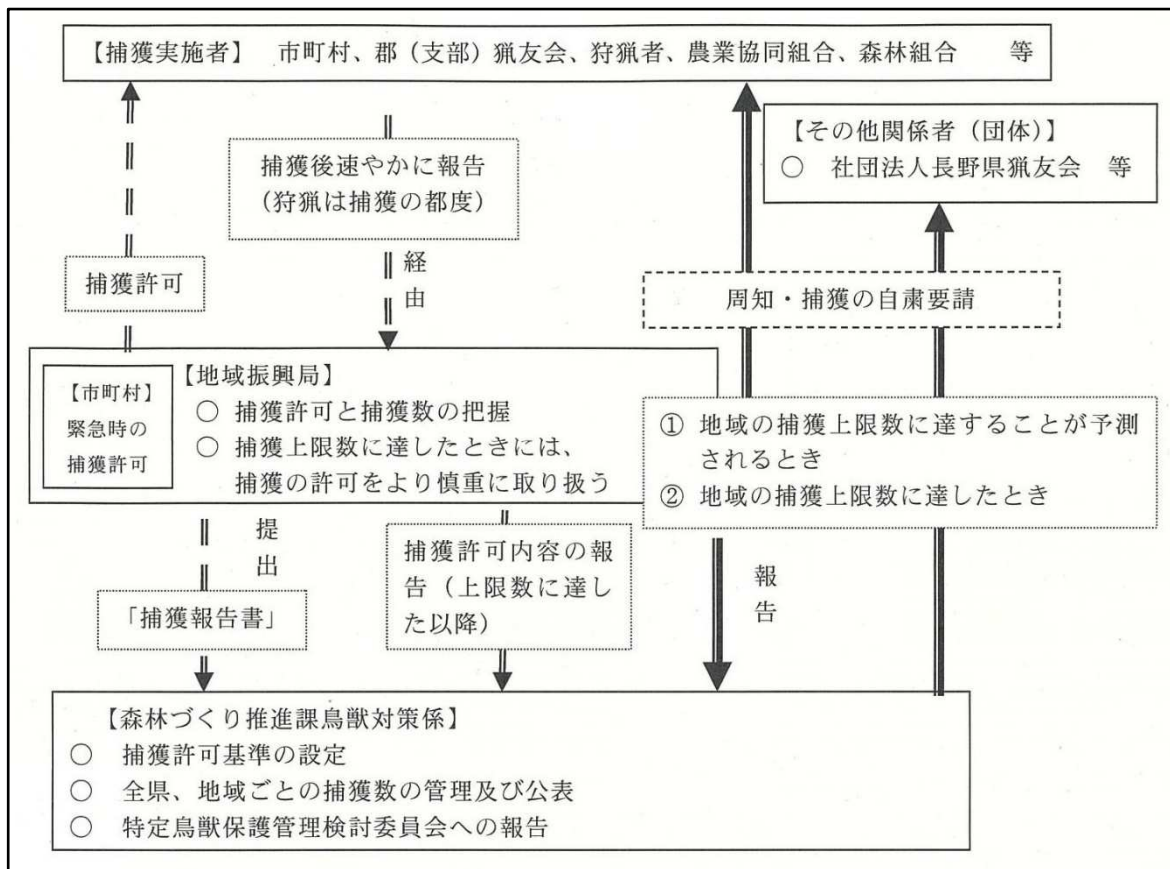 【捕獲実施者】　市町村、郡（支部）猟友会、狩猟者、農業協同組合、森林組合　　等
【その他関係者（団体）】
○　社団法人長野県猟友会　等
捕獲後速やかに報告
（狩猟は捕獲の都度）
捕獲許可
経由
周知・捕獲の自粛要請
【市町村】
緊急時の
捕獲許可
【地域振興局】
○　捕獲許可と捕獲数の把握
○　捕獲上限数に達したときには、
捕獲の許可をより慎重に取り扱う
①　地域の捕獲上限数に達することが予測
されるとき
②　地域の捕獲上限数に達したとき
提出
「捕獲報告書」
捕獲許可内容の報
告（上限数に達し
た以降）
報告
【森林づくり推進課鳥獣対策係】
○　捕獲許可基準の設定
○　全県、地域ごとの捕獲数の管理及び公表
○　特定鳥獣保護管理検討委員会への報告